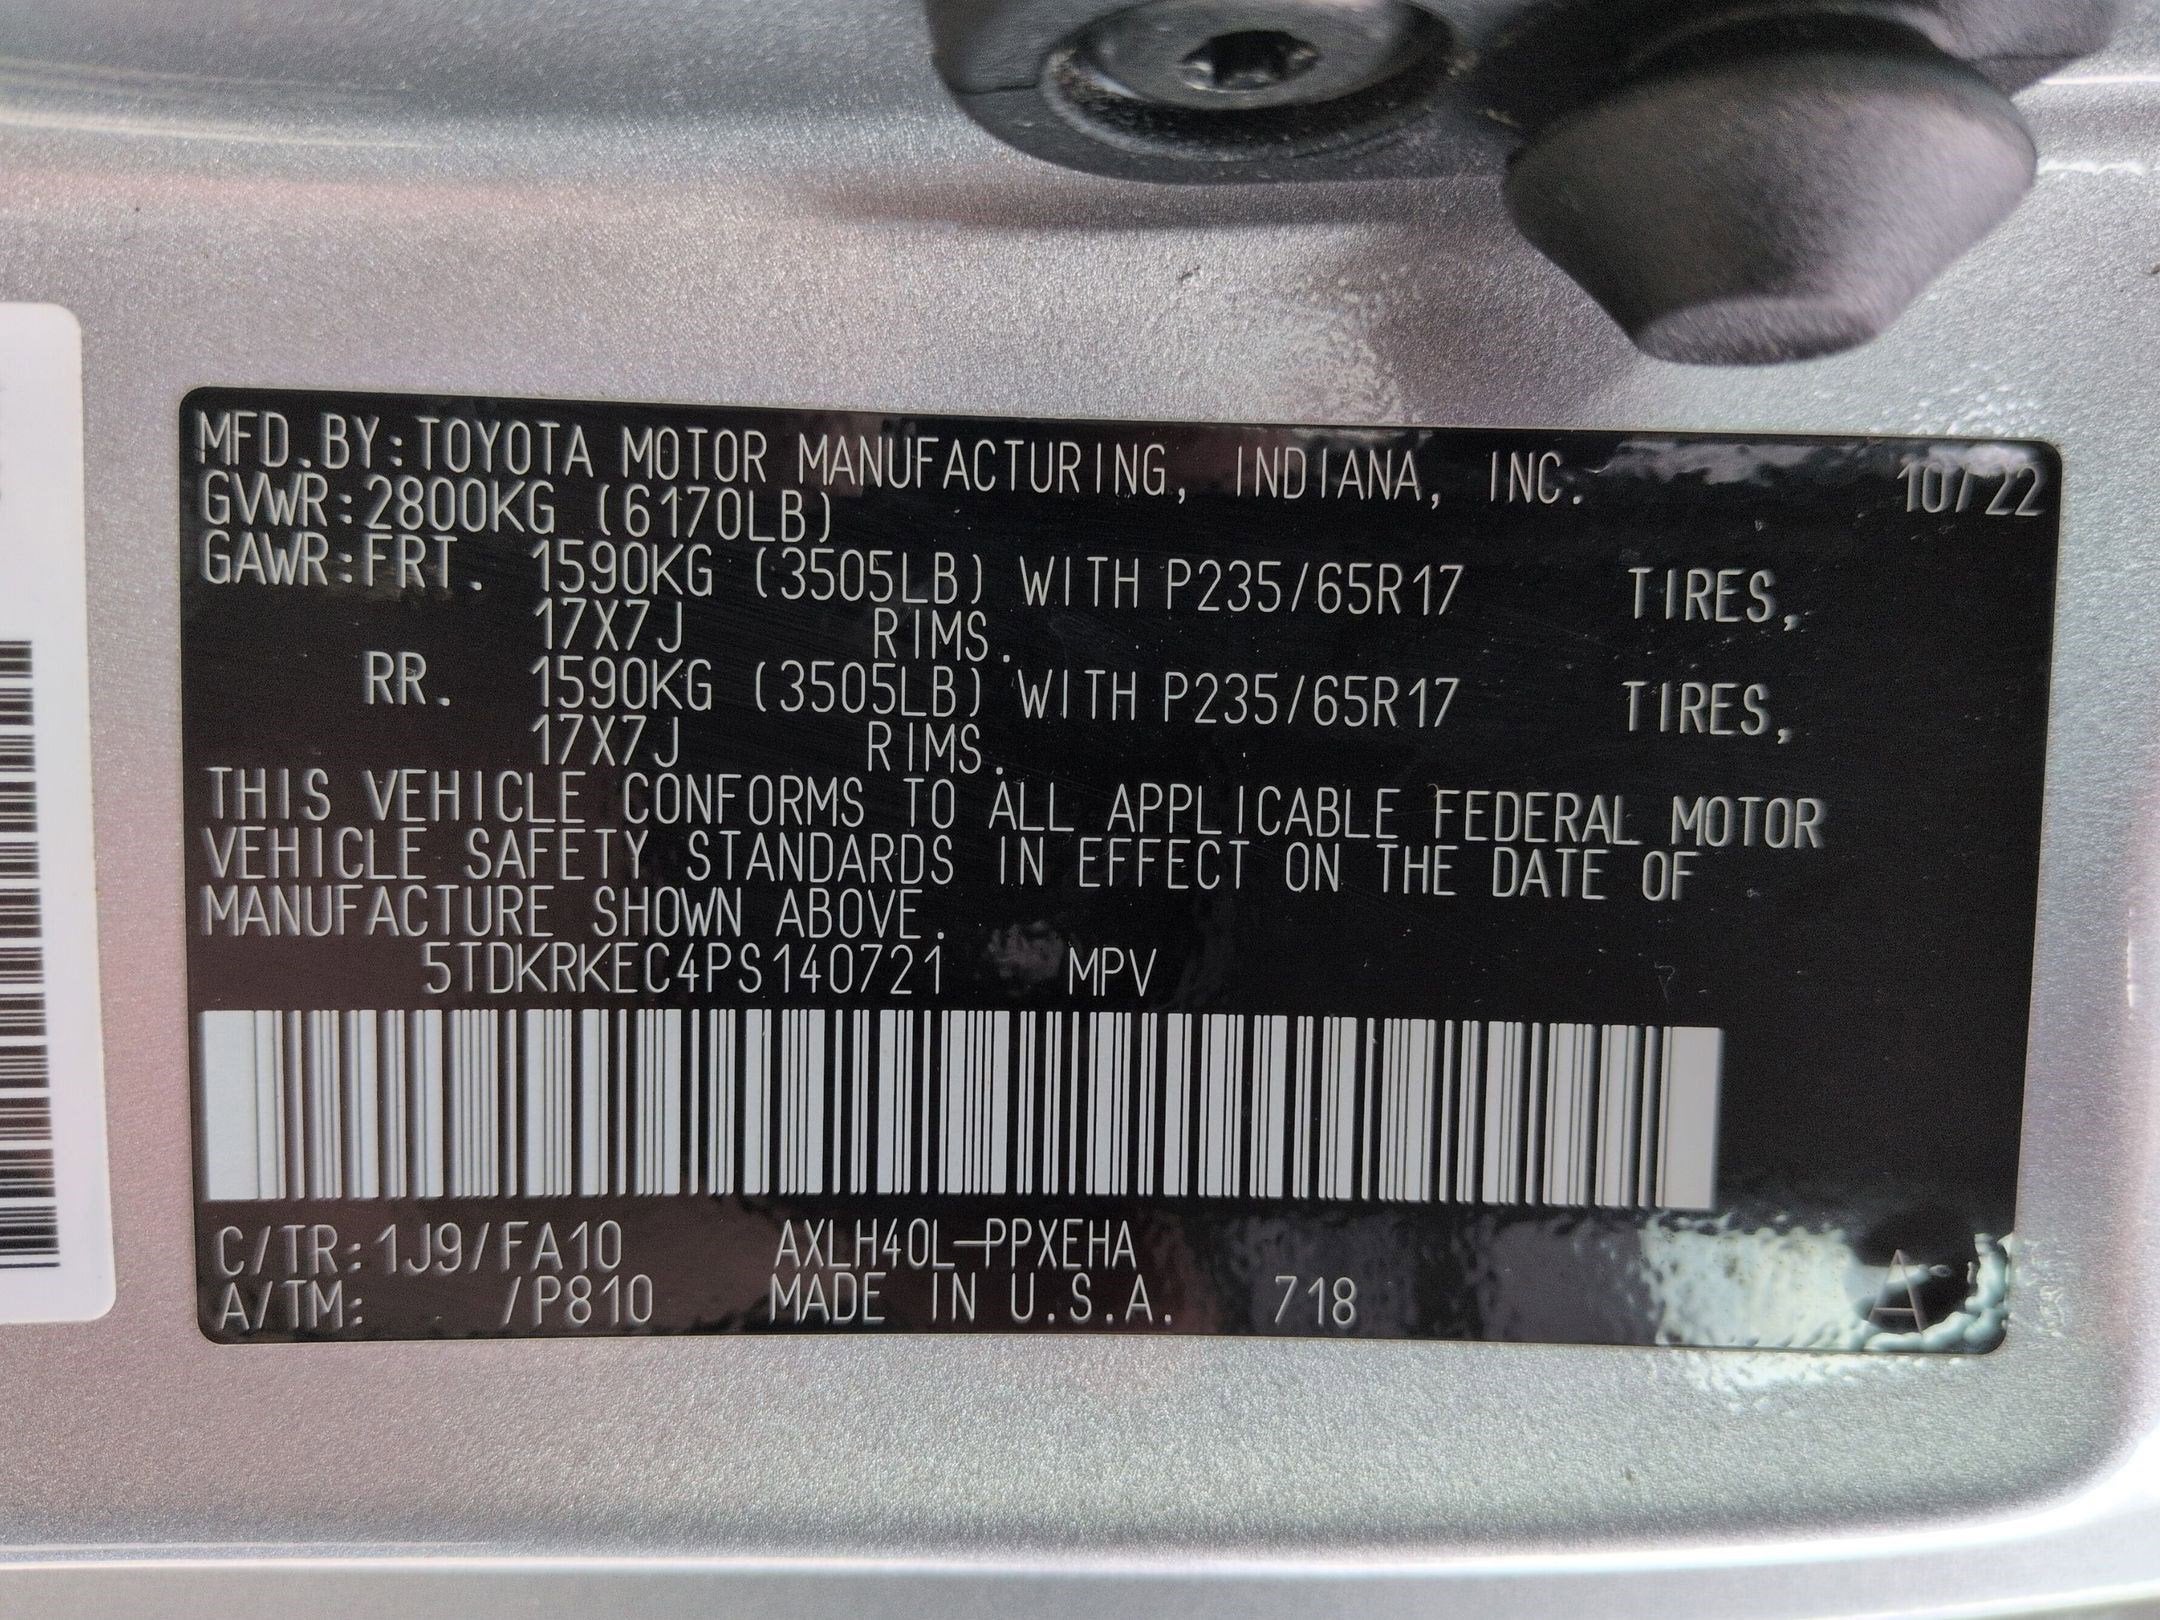 MFD.BY:TOYOTA MOTOR MANUFACTURING, INDIANA, INC. 10/22
GVWR:2800KG (6170LB)
GAWR:FRT. 1590KG (3505LB) WITH P235/65R17 TIRES,
17X7J RIMS.
RR. 1590KG (3505LB) WITH P235/65R17 TIRES,
17X7J RIMS.
THIS VEHICLE CONFORMS TO ALL APPLICABLE FEDERAL MOTOR
VEHICLE SAFETY STANDARDS IN EFFECT ON THE DATE OF
MANUFACTURE SHOWN ABOVE.
5TDKRKEC4PS140721 MPV
C/TR:1J9/FA10 AXLH40L-PPXEHA
A/TM: /P810 MADE IN U.S.A. 718 A